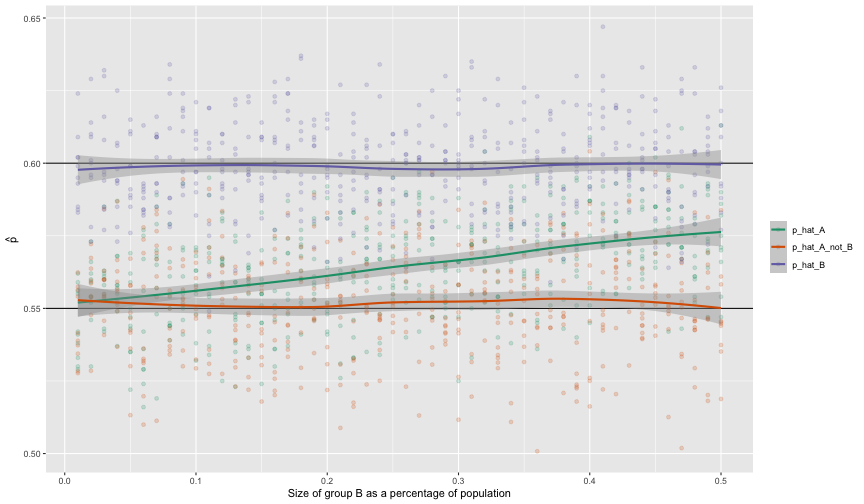 0.65
0.60
0.55
0.50
p̂
0.0 0.1 0.2 0.3 0.4 0.5
Size of group B as a percentage of population
p_hat_A
p_hat_A_not_B
p_hat_B